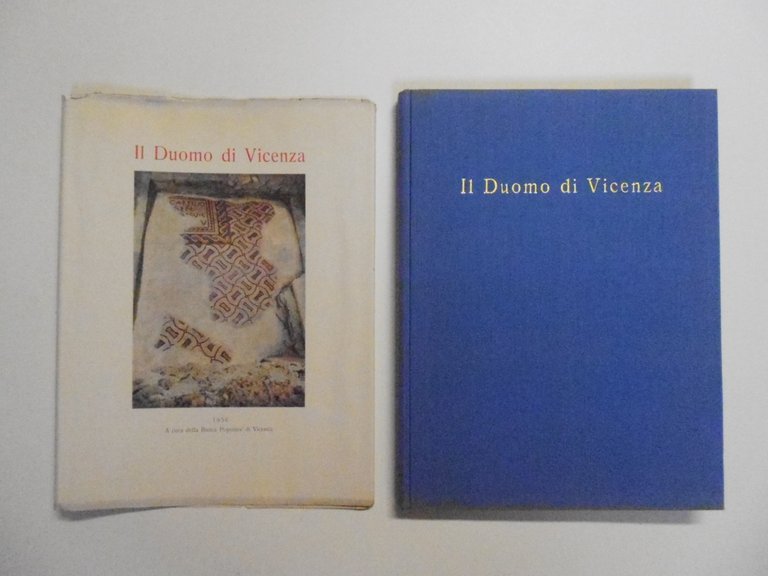 Il Duomo di Vicenza
1956
A cura della Banca Popolare di Vicenza
Il Duomo di Vicenza